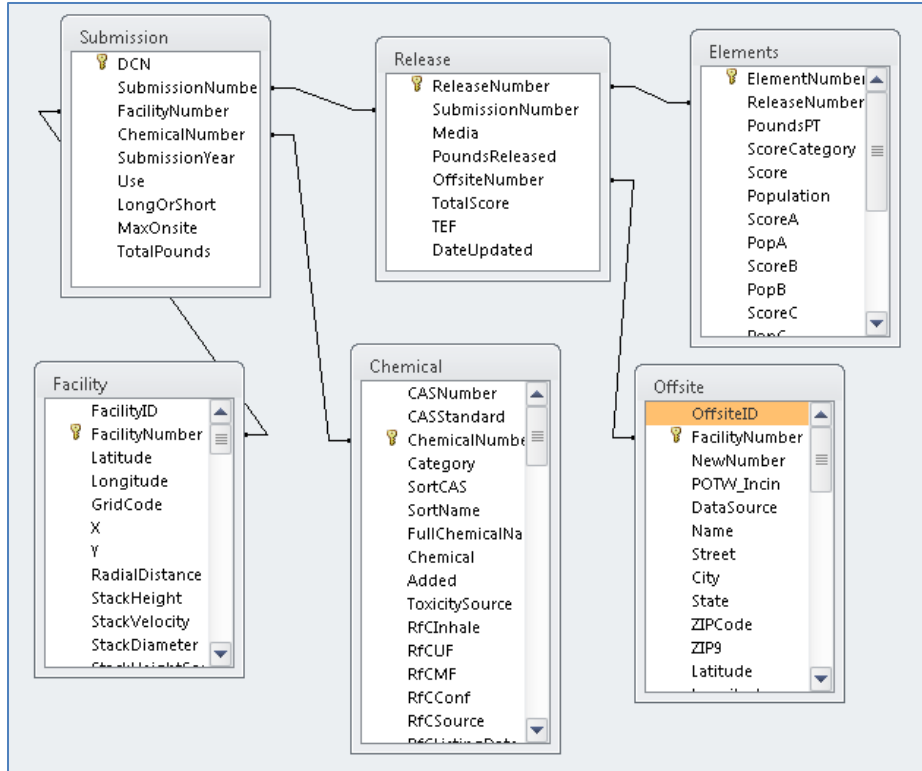 Submission
DCN
SubmissionNumbe
FacilityNumber
ChemicalNumber
SubmissionYear
Use
LongOrShort
MaxOnsite
TotalPounds
Release
ReleaseNumber
SubmissionNumber
Media
PoundsReleased
OffsiteNumber
TotalScore
TEF
DateUpdated
Elements
ElementNumber
ReleaseNumber
PoundsPT
ScoreCategory
Score
Population
ScoreA
PopA
ScoreB
PopB
ScoreC
PopC
Facility
FacilityID
FacilityNumber
Latitude
Longitude
GridCode
X
Y
RadialDistance
StackHeight
StackVelocity
StackDiameter
Chemical
CASNumber
CASStandard
ChemicalNumbe
Category
SortCAS
SortName
FullChemicalNa
Chemical
Added
ToxicitySource
RfCInhale
RfCUF
RfCMF
RfCConf
RfCSource
RfCListingDate
Offsite
OffsiteID
FacilityNumber
NewNumber
POTW_Incin
DataSource
Name
Street
City
State
ZIPCode
ZIP9
Latitude